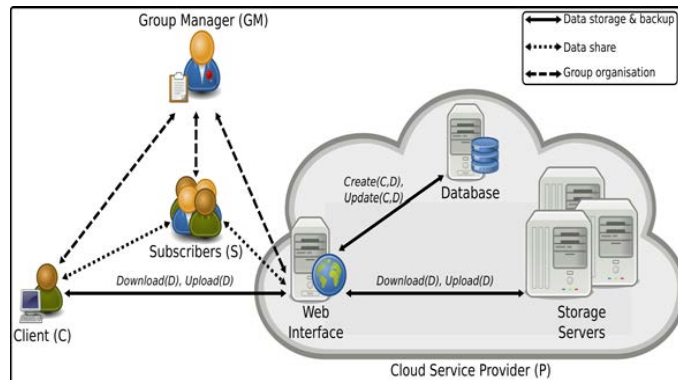 Group Manager (GM)
Data storage & backup
Data share
Group organisation
Create(C,D),
Update(C,D)
Database
Subscribers (S)
Download(D), Upload(D)
Download(D), Upload(D)
Client (C)
Web
Interface
Storage
Servers
Cloud Service Provider (P)